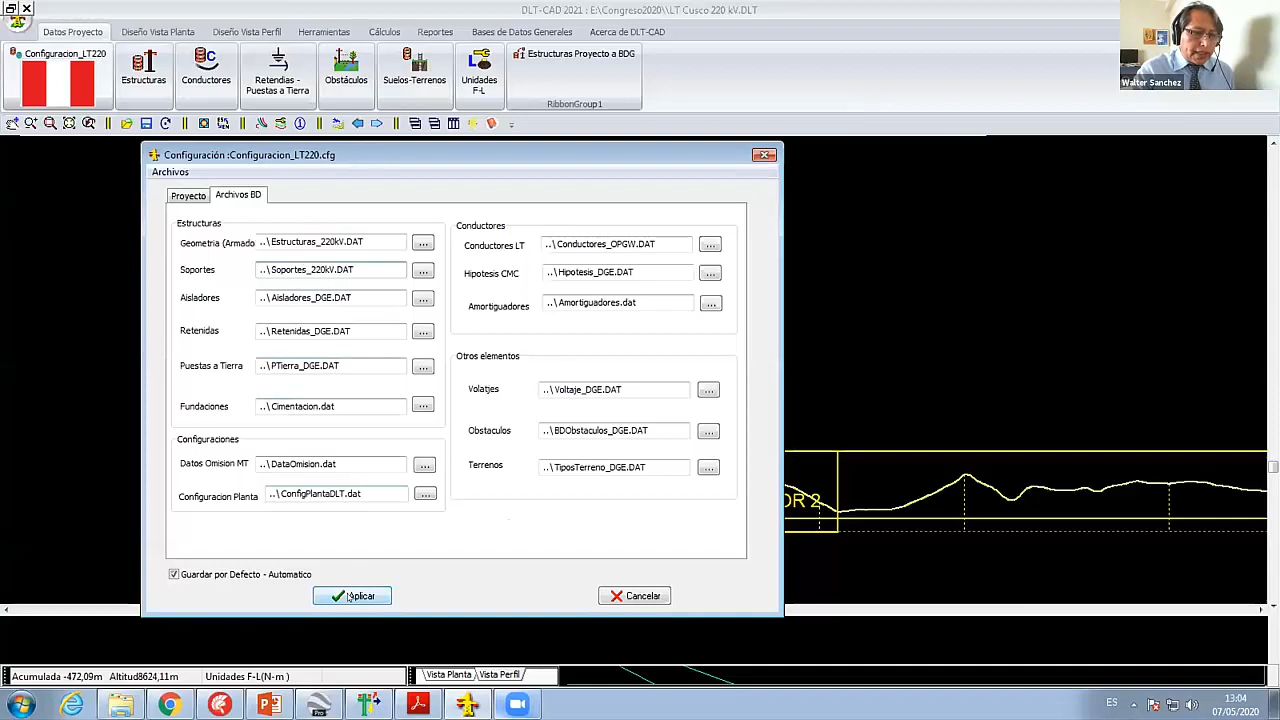 DLT-CAD 2021 : E:\Congreso2020\\LT Cusco 220 kV.DLT
Datos Proyecto
Diseño Vista Planta
Diseño Vista Perfil
Herramientas
Cálculos
Reportes
Bases de Datos Generales
Acerca de DLT-CAD
Configuracion_LT220
Estructuras
Conductores
Retendias -
Puestas a Tierra
Obstáculos
Suelos-Terrenos
Unidades
F-L
Estructuras Proyecto a BDG
RibbonGroup1
Walter Sanchez
Configuración :Configuracion_LT220.cfg
Archivos
Proyecto
Archivos BD
Estructuras
Geometria (Armado
..\Estructuras_220kV.DAT
...
Soportes
..\Soportes_220kV.DAT
...
Aisladores
..\Aisladores_DGE.DAT
...
Retenidas
..\Retenidas_DGE.DAT
...
Puestas a Tierra
..\PTierra_DGE.DAT
...
Fundaciones
..\Cimentacion.dat
...
Configuraciones
Datos Omision MT
..\DataOmision.dat
...
Configuracion Planta
..\ConfigPlantaDLT.dat
...
Conductores
Conductores LT
..\Conductores_OPGW.DAT
...
Hipotesis CMC
..\Hipotesis_DGE.DAT
...
Amortiguadores
..\Amortiguadores.dat
...
Otros elementos
Volatjes
..\Voltaje_DGE.DAT
...
Obstaculos
..\BDObstaculos_DGE.DAT
...
Terrenos
..\TiposTerreno_DGE.DAT
...
Guardar por Defecto - Automatico
Aplicar
Cancelar
OR 2
Acumulada -472,09m
Altitud8624,11m
Unidades F-L(N-m )
Vista Planta
Vista Perfil
Pro
ES
13:04
07/05/2020